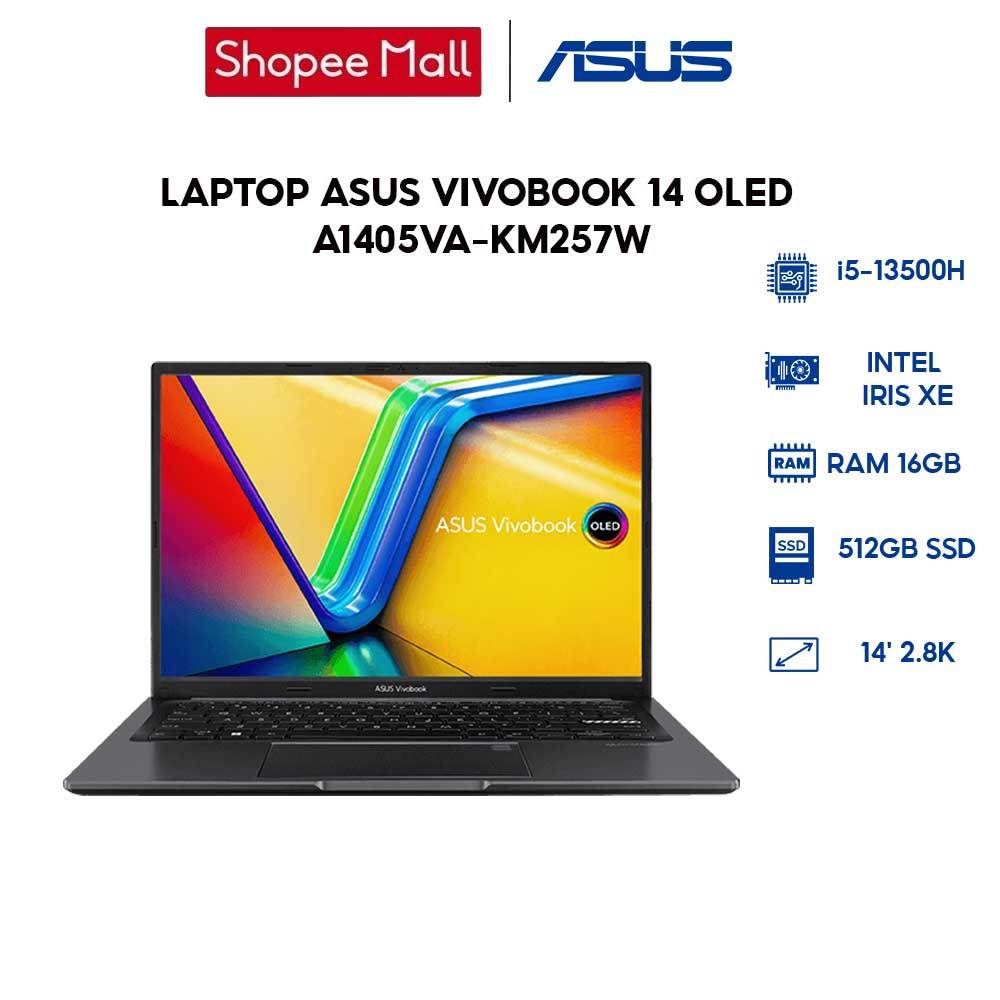 Shopee Mall
ASUS
LAPTOP ASUS VIVOBOOK 14 OLED
A1405VA-KM257W
i5-13500H
INTEL
IRIS XE
RAM
RAM 16GB
SSD
512GB SSD
14' 2.8K
ASUS Vivobook
OLED
ASUS Vivobook